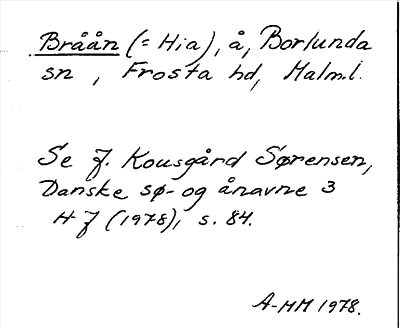 Bråån (= Hia), å, Borlunda
sn , Frosta hd, Malm.l.
Se J. Kousgård Sørensen,
Danske sø- og ånavne 3
H-J (1978), s. 84.
A-MM 1978.